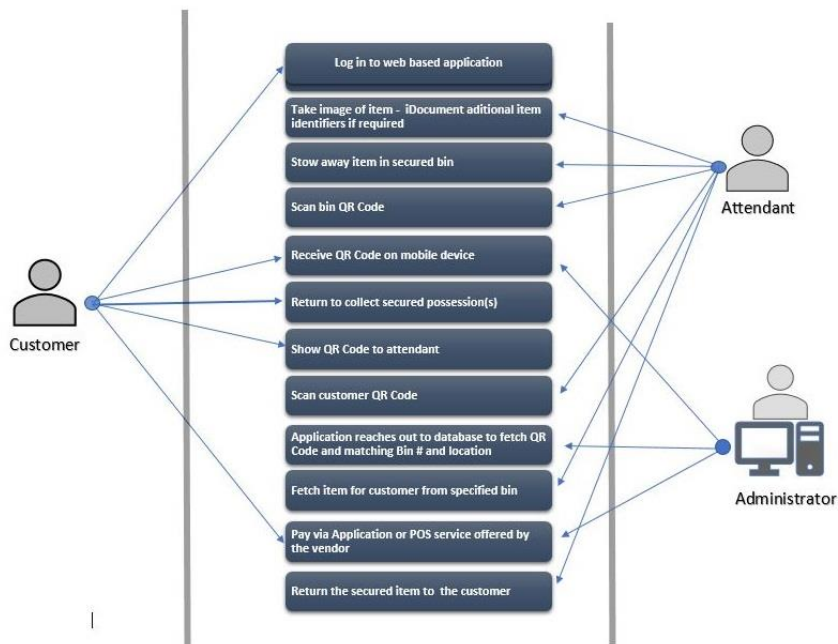 Log in to web based application
Take image of item - iDocument aditional item
identifiers if required
Stow away item in secured bin
Attendant
Scan bin QR Code
Receive QR Code on mobile device
Return to collect secured possession(s)
Customer
Show QR Code to attendant
Scan customer QR Code
Application reaches out to database to fetch QR
Code and matching Bin # and location
Fetch item for customer from specified bin
Administrator
Pay via Application or POS service offered by
the vendor
Return the secured item to the customer